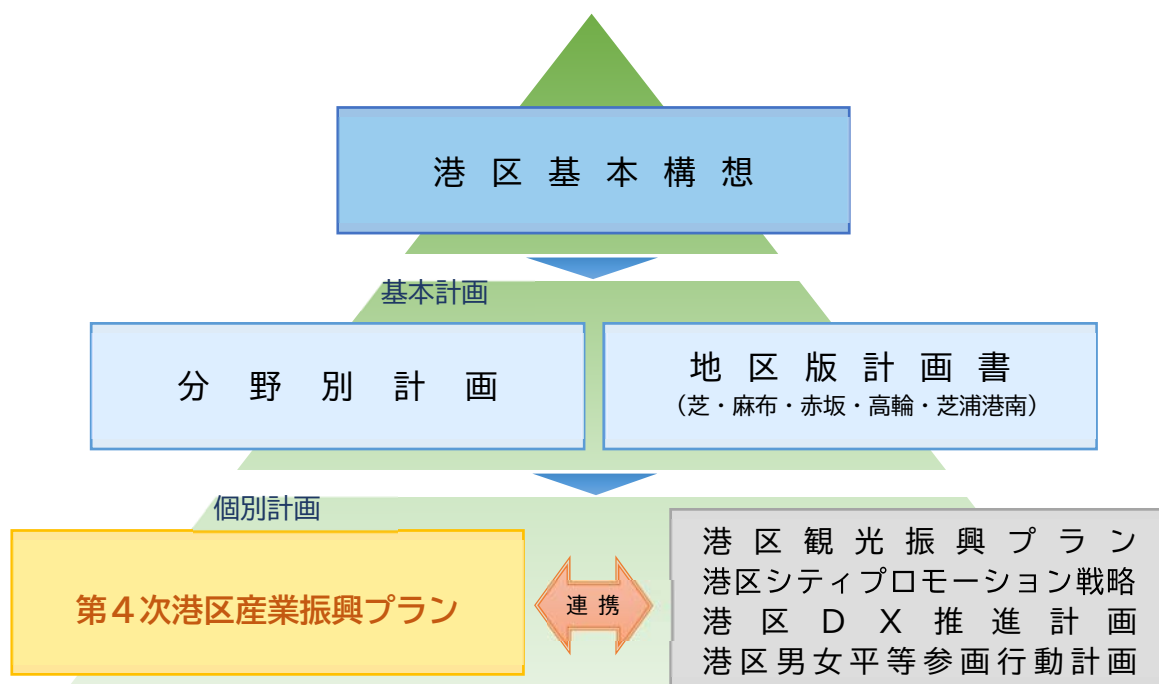 港区基本構想
基本計画
分野別計画
地区版計画書
（芝・麻布・赤坂・高輪・芝浦港南）
個別計画
第４次港区産業振興プラン
連携
港区観光振興プラン
港区シティプロモーション戦略
港区ＤＸ推進計画
港区男女平等参画行動計画